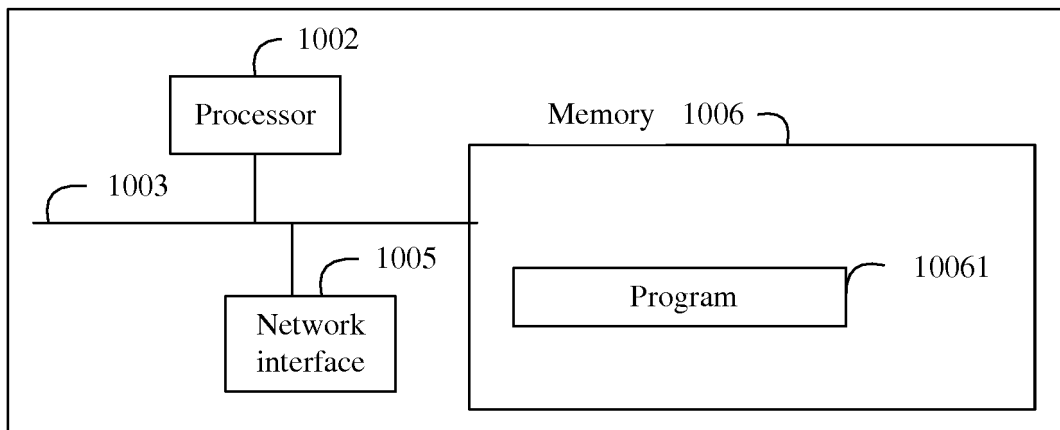 1002
Processor
Memory 1006
1003
1005
10061
Program
Network
interface